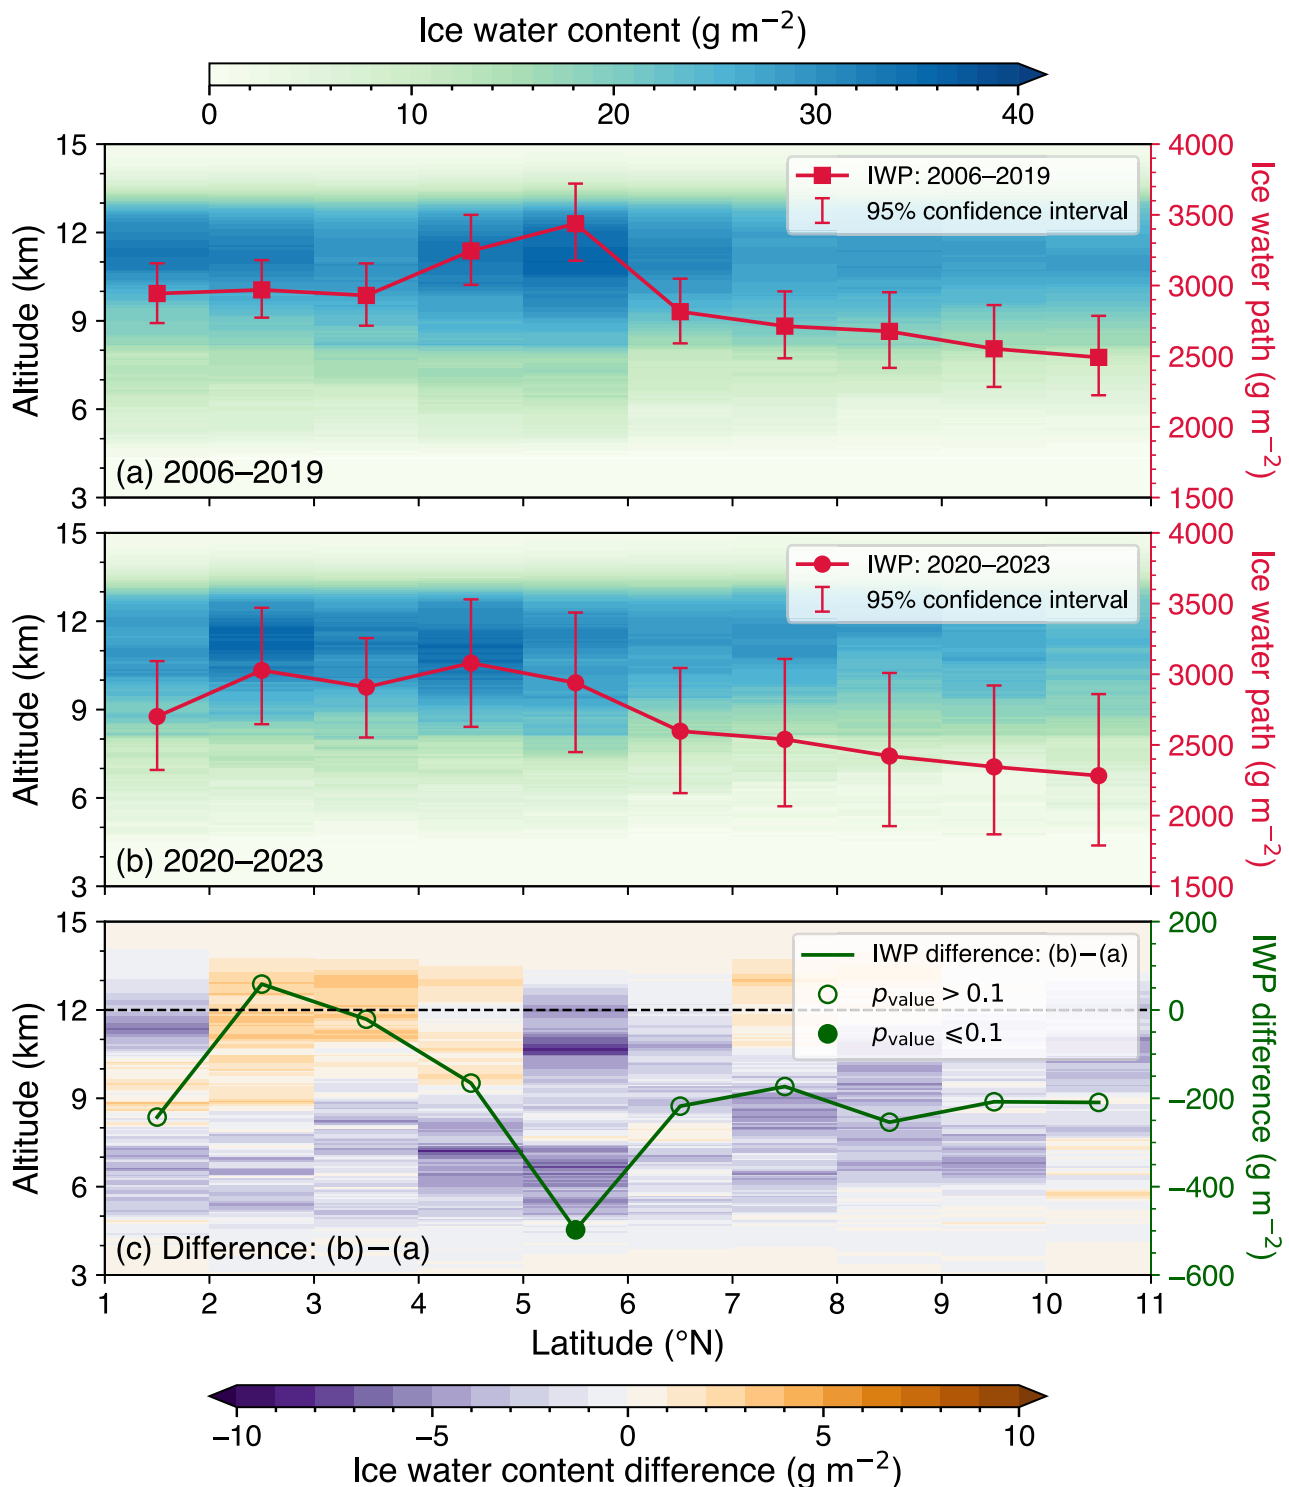 Ice water content (g m−2)
0 10 20 30 40
15
12
9
6
3
Altitude (km)
IWP: 2006–2019
95% confidence interval
(a) 2006–2019
4000
3500
3000
2500
2000
1500
Ice water path (g m−2)
15
12
9
6
3
Altitude (km)
IWP: 2020–2023
95% confidence interval
(b) 2020–2023
4000
3500
3000
2500
2000
1500
Ice water path (g m−2)
15
12
9
6
3
Altitude (km)
IWP difference: (b)−(a)
pvalue > 0.1
pvalue ⩽0.1
(c) Difference: (b)−(a)
200
0
−200
−400
−600
IWP difference (g m−2)
1 2 3 4 5 6 7 8 9 10 11
Latitude (°N)
−10 −5 0 5 10
Ice water content difference (g m−2)